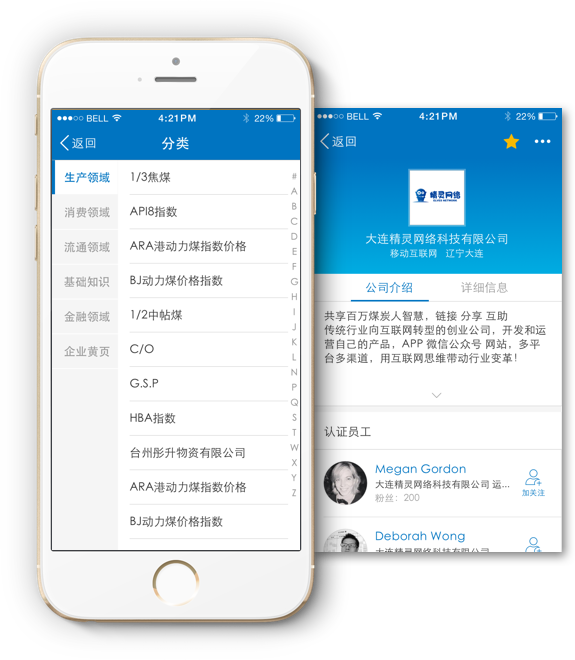 BELL 4:21PM 22%
返回 分类
生产领域
消费领域
流通领域
基础知识
金融领域
企业黄页
1/3焦煤
API8指数
ARA港动力煤指数价格
BJ动力煤价格指数
1/2中帖煤
C/O
G.S.P
HBA指数
台州彤升物资有限公司
ARA港动力煤指数价格
BJ动力煤价格指数
#
A
B
C
D
E
F
G
H
I
J
K
L
N
P
Q
S
T
W
X
Y
Z
BELL 4:21PM 22%
返回
精灵网络
ELVES NETWORK
大连精灵网络科技有限公司
移动互联网 辽宁大连
公司介绍 详细信息
共享百万煤炭人智慧，链接 分享 互助
传统行业向互联网转型的创业公司，开发和运
营自己的产品，APP 微信公众号 网站，多平
台多渠道，用互联网思维带动行业变革！
认证员工
Megan Gordon
大连精灵网络科技有限公司 运...
粉丝：200
加关注
Deborah Wong
大连精灵网络科技有限公司